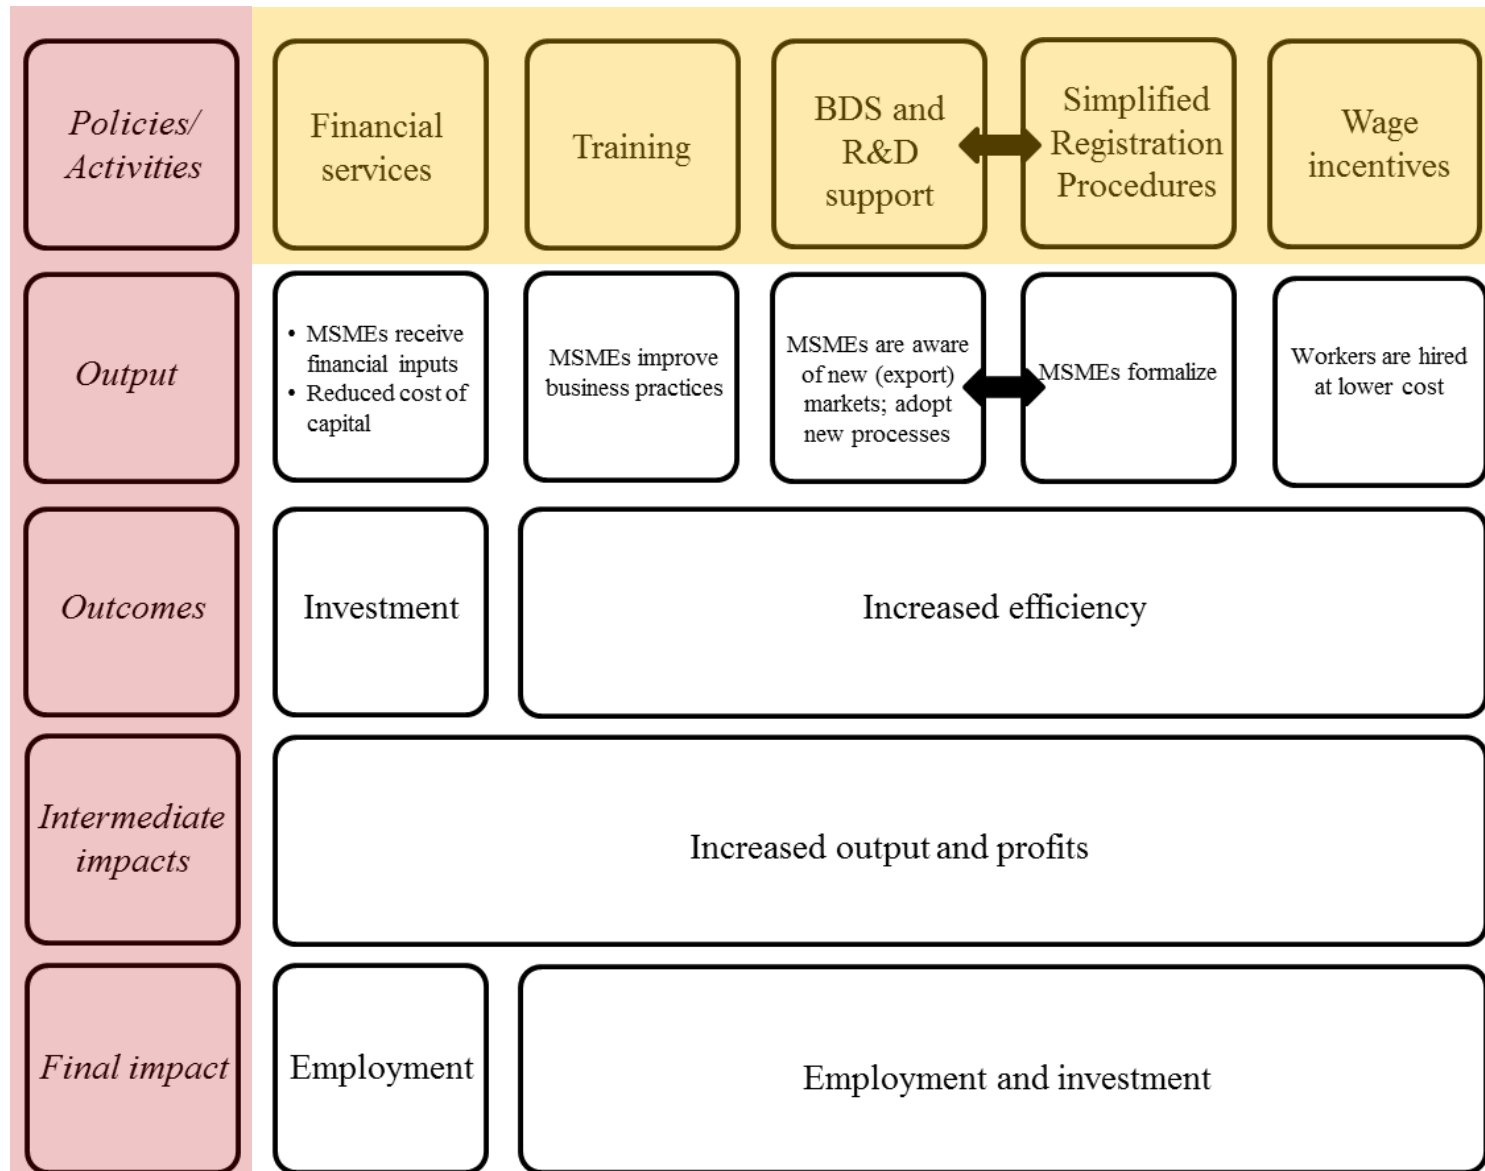 Policies/
Activities
Financial
services
Training
BDS and
R&D
support
Simplified
Registration
Procedures
Wage
incentives
Output
• MSMEs receive
financial inputs
• Reduced cost of
capital
MSMEs improve
business practices
MSMEs are aware
of new (export)
markets; adopt
new processes
MSMEs formalize
Workers are hired
at lower cost
Outcomes
Investment
Increased efficiency
Intermediate
impacts
Increased output and profits
Final impact
Employment
Employment and investment